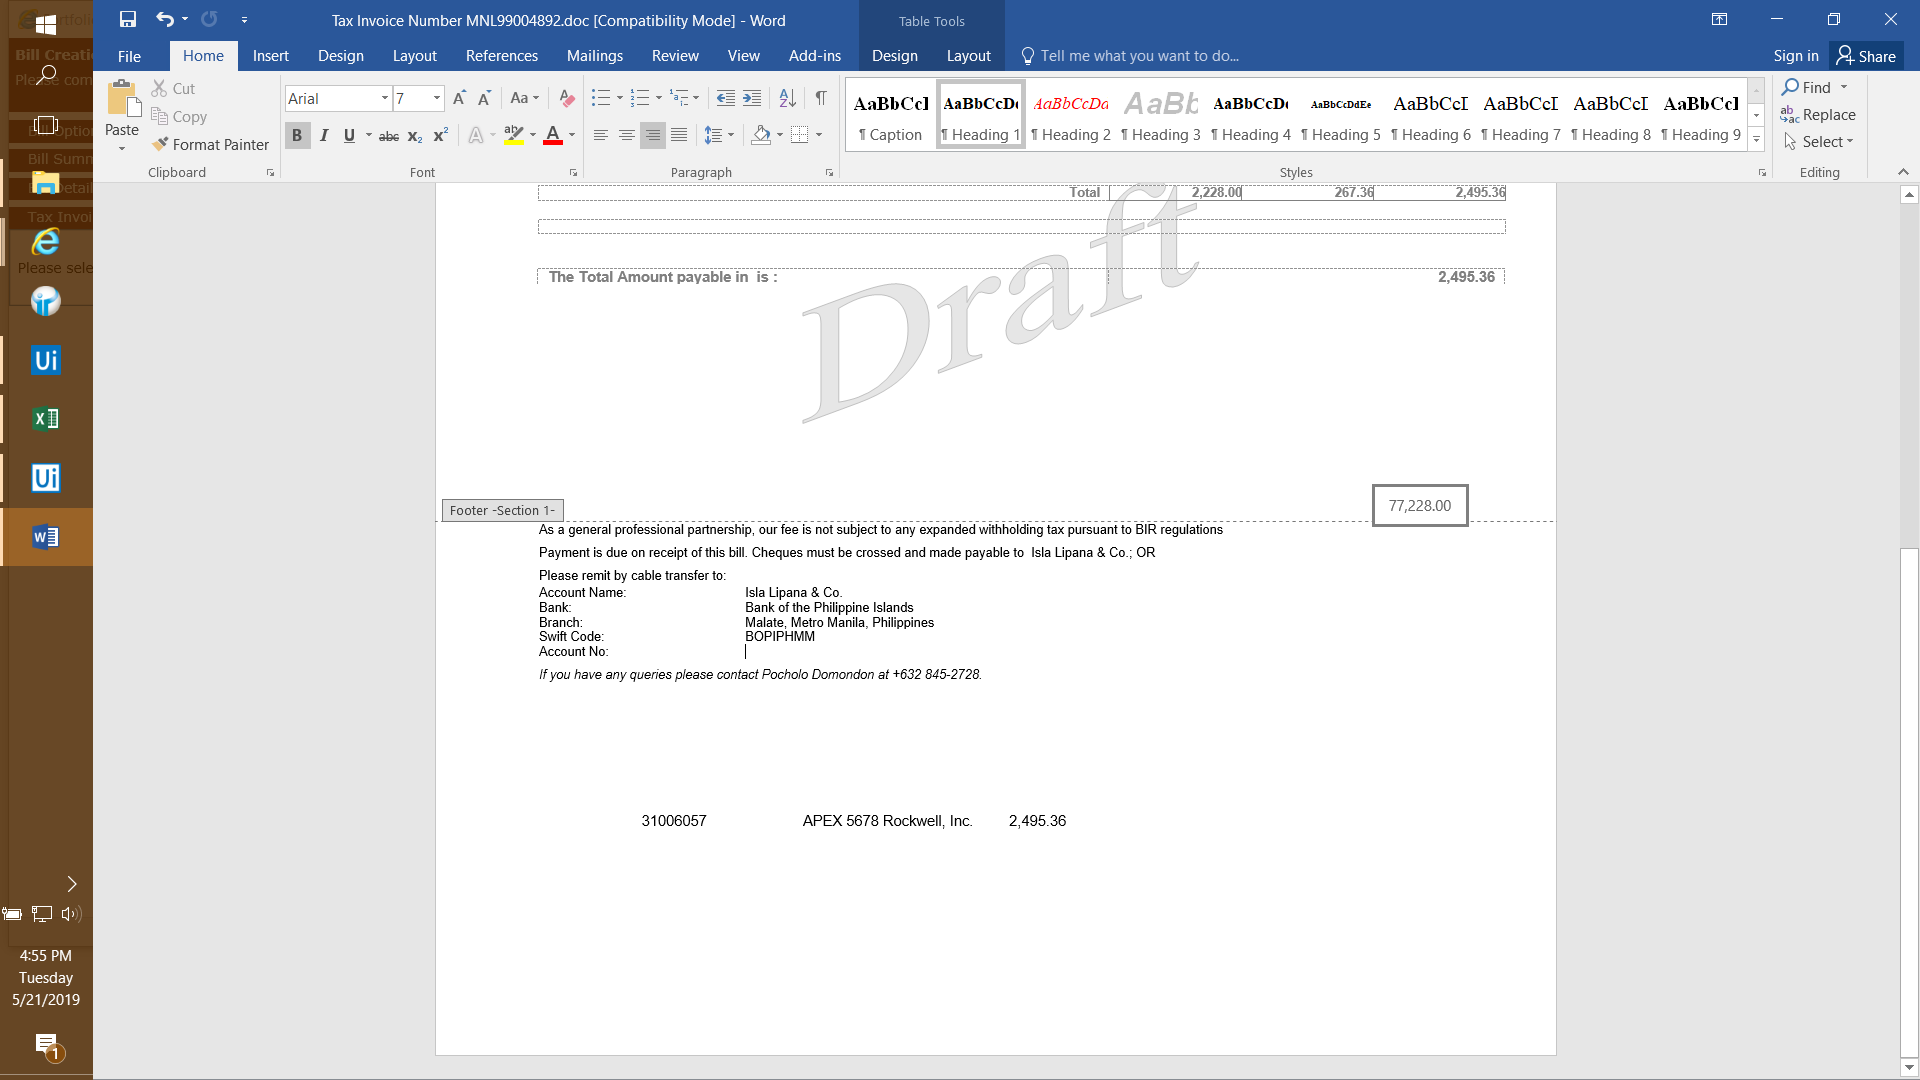 Tax Invoice Number MNL99004892.doc [Compatibility Mode] - Word
Table Tools
File Home Insert Design Layout References Mailings Review View Add-ins Design Layout Tell me what you want to do... Sign in Share
Paste
Cut
Copy
Format Painter
Clipboard
Arial 7
Font
Paragraph
AaBbCcI AaBbCcDc AaBbCcDa AaBb AaBbCcDc AaBbCcDdEe AaBbCcI AaBbCcI AaBbCcI AaBbCcI
¶ Caption ¶ Heading 1 ¶ Heading 2 ¶ Heading 3 ¶ Heading 4 ¶ Heading 5 ¶ Heading 6 ¶ Heading 7 ¶ Heading 8 ¶ Heading 9
Styles
Find
Replace
Select
Editing
Bill Creati
Please com
Bill Option
Bill Summ
Detail
Tax Invoi
Please sele
Total 2,228.00 267.36 2,495.36
The Total Amount payable in is : 2,495.36
Draft
77,228.00
Footer -Section 1-
As a general professional partnership, our fee is not subject to any expanded withholding tax pursuant to BIR regulations
Payment is due on receipt of this bill. Cheques must be crossed and made payable to Isla Lipana & Co.; OR
Please remit by cable transfer to:
Account Name: Isla Lipana & Co.
Bank: Bank of the Philippine Islands
Branch: Malate, Metro Manila, Philippines
Swift Code: BOPIPHMM
Account No:
If you have any queries please contact Pocholo Domondon at +632 845-2728.
31006057 APEX 5678 Rockwell, Inc. 2,495.36
4:55 PM
Tuesday
5/21/2019
1